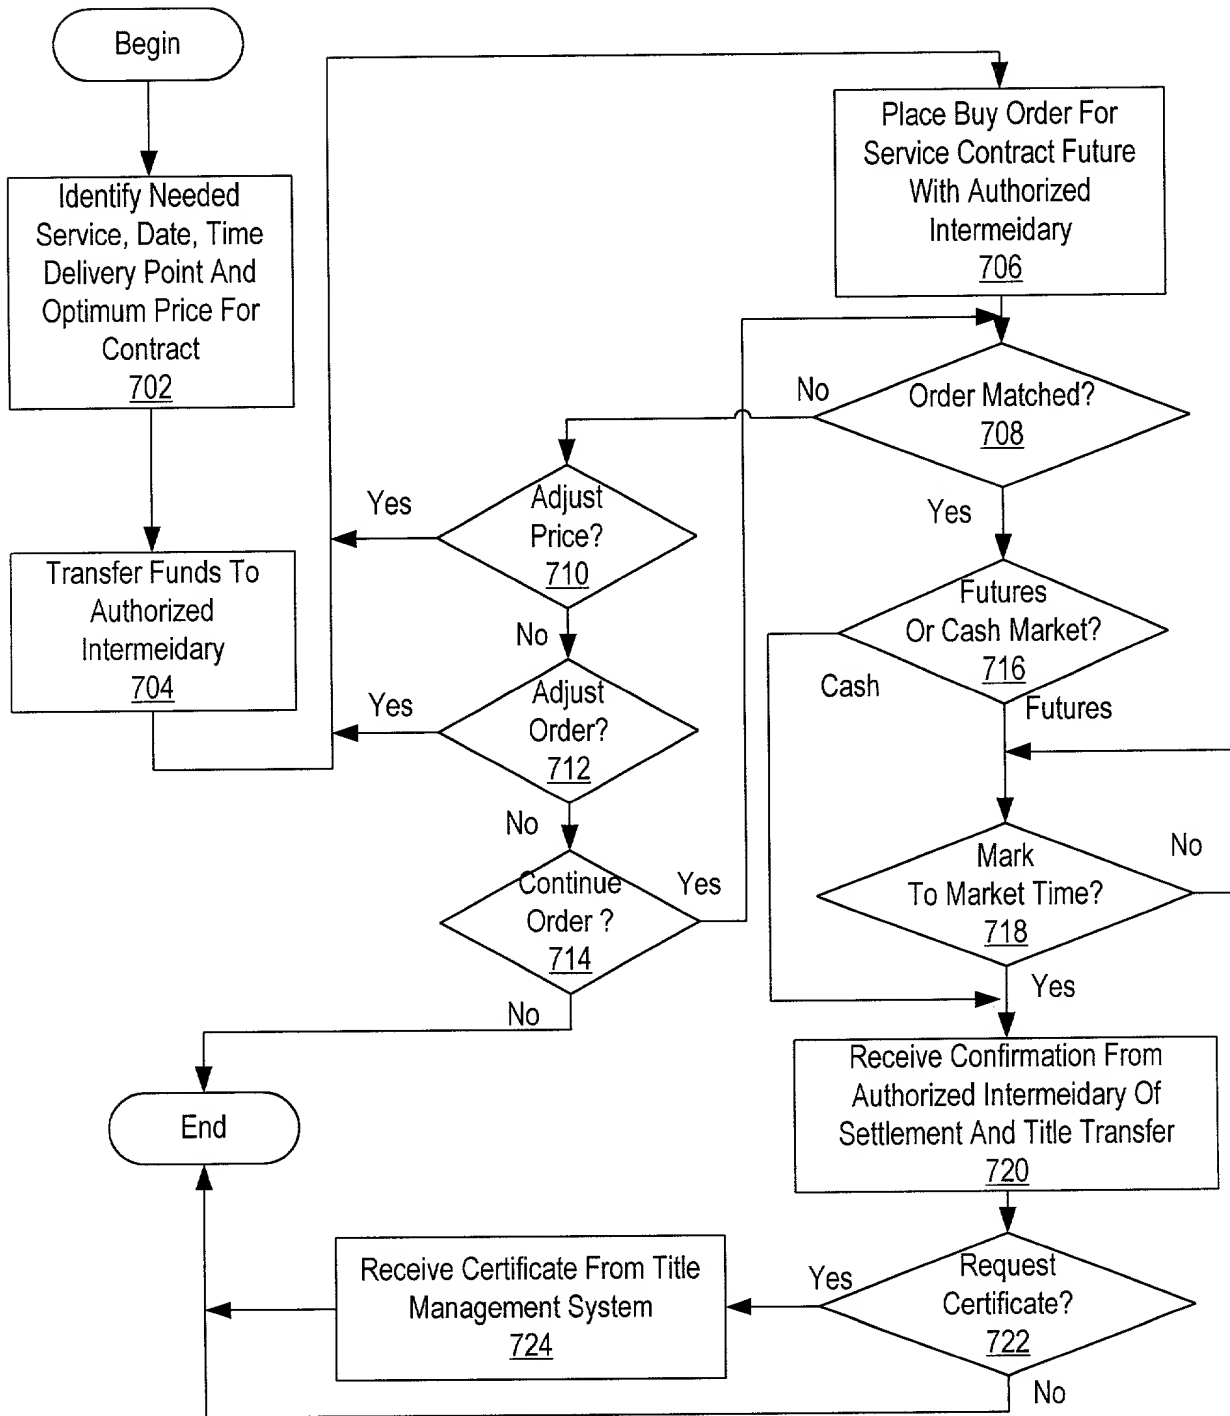 Begin
Identify Needed
Service, Date, Time
Delivery Point And
Optimum Price For
Contract
702
Transfer Funds To
Authorized
Intermeidary
704
Place Buy Order For
Service Contract Future
With Authorized
Intermeidary
706
Order Matched?
708
No
Yes
Adjust
Price?
710
Yes
No
Adjust
Order?
712
Yes
No
Continue
Order ?
714
Yes
No
Futures
Or Cash Market?
716
Cash
Futures
Mark
To Market Time?
718
No
Yes
Receive Confirmation From
Authorized Intermeidary Of
Settlement And Title Transfer
720
Request
Certificate?
722
Yes
No
Receive Certificate From Title
Management System
724
End